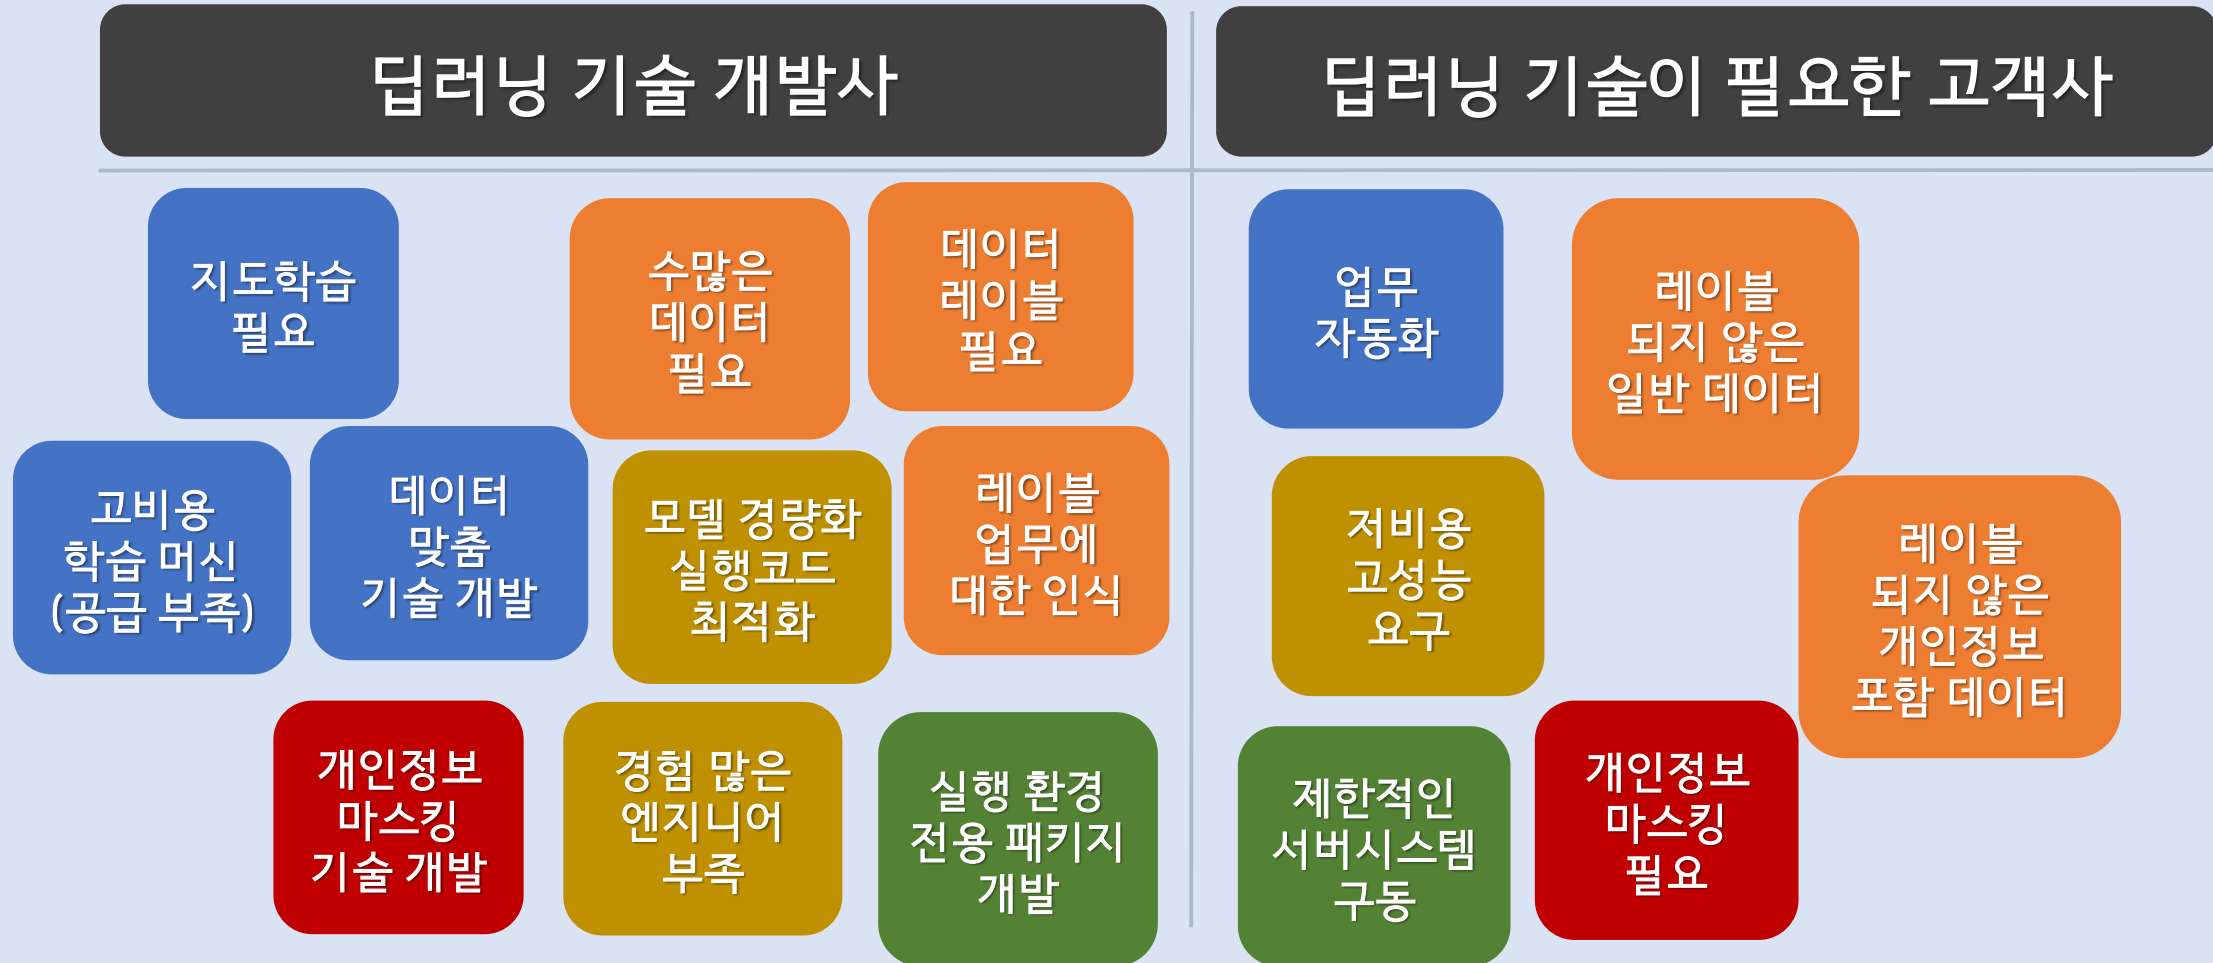 딥러닝 기술 개발사
딥러닝 기술이 필요한 고객사
지도학습
필요
수많은
데이터
필요
데이터
레이블
필요
고비용
학습 머신
(공급 부족)
데이터
맞춤
기술 개발
모델 경량화
실행코드
최적화
레이블
업무에
대한 인식
개인정보
마스킹
기술 개발
경험 많은
엔지니어
부족
실행 환경
전용 패키지
개발
업무
자동화
레이블
되지 않은
일반 데이터
저비용
고성능
요구
레이블
되지 않은
개인정보
포함 데이터
제한적인
서버시스템
구동
개인정보
마스킹
필요